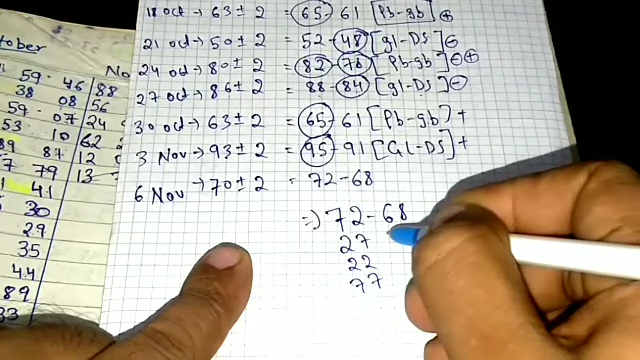 18 oct → 63 ± 2 = 65 - 61 [Pb-gb] +
21 oct → 50 ± 2 = 52 - 48 [gl-DS] -
24 oct → 80 ± 2 = 82 - 78 [Pb-gb] - +
27 oct → 86 ± 2 = 88 - 84 [gl-DS] -
30 oct → 63 ± 2 = 65 - 61 [Pb-gb] +
3 Nov → 93 ± 2 = 95 - 91 [Gl-DS] +
6 Nov → 70 ± 2 = 72 - 68
⇒ 72 - 68
27
22
77
tober No
59 - 46 88
38 08 56
59 - 07 24
53 10 62
89 87 12
7 79 13
41
30
29
35
44
89
33